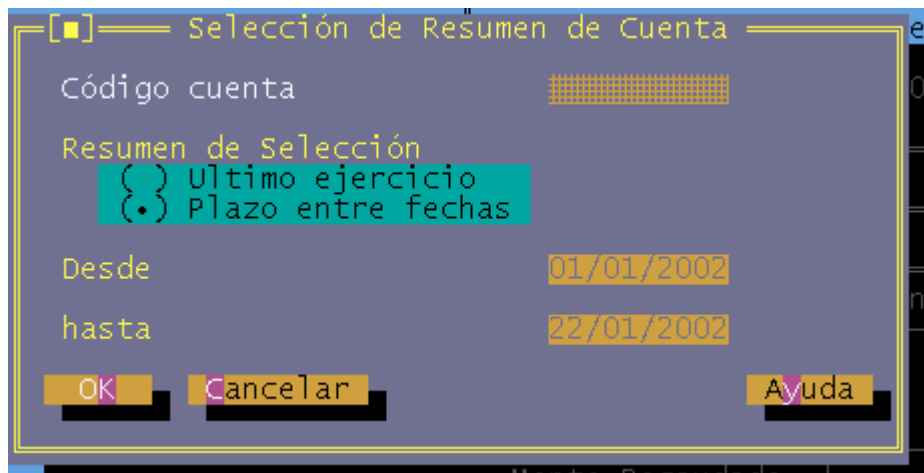 Selección de Resumen de Cuenta
Código cuenta
Resumen de Selección
( ) Ultimo ejercicio
(•) Plazo entre fechas
Desde 01/01/2002
hasta 22/01/2002
OK Cancelar Ayuda